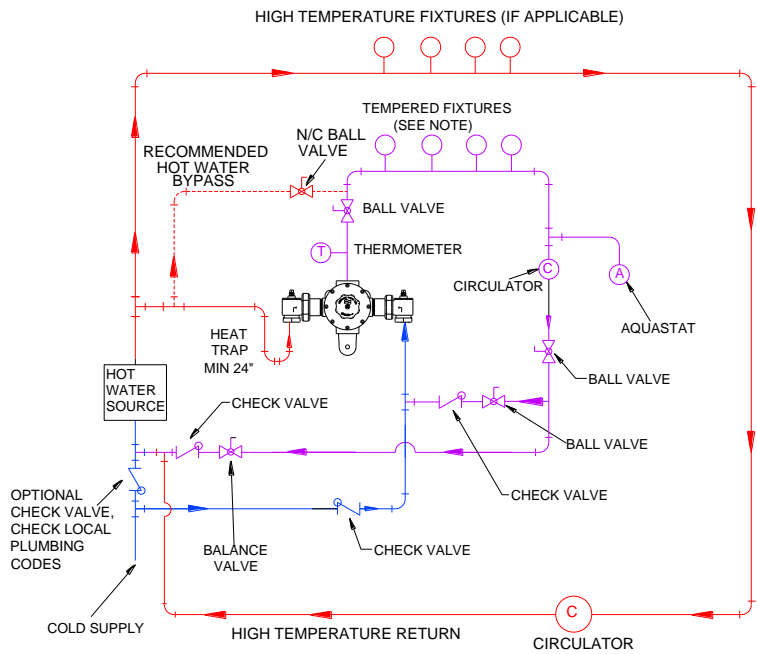 HIGH TEMPERATURE FIXTURES (IF APPLICABLE)
TEMPERED FIXTURES
(SEE NOTE)
N/C BALL
VALVE
RECOMMENDED
HOT WATER
BYPASS
BALL VALVE
T
THERMOMETER
C
CIRCULATOR
A
AQUASTAT
HEAT
TRAP
MIN 24"
BALL VALVE
HOT
WATER
SOURCE
CHECK VALVE
BALL VALVE
CHECK VALVE
OPTIONAL
CHECK VALVE,
CHECK LOCAL
PLUMBING
CODES
BALANCE
VALVE
CHECK VALVE
COLD SUPPLY
HIGH TEMPERATURE RETURN
C
CIRCULATOR